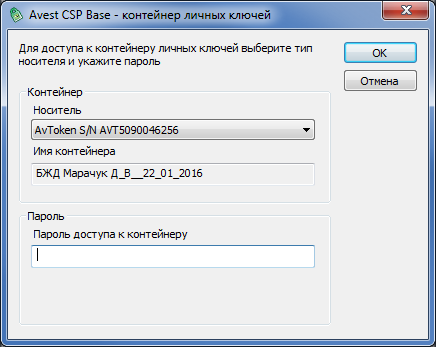 Avest CSP Base - контейнер личных ключей
Для доступа к контейнеру личных ключей выберите тип
носителя и укажите пароль
OK
Отмена
Контейнер
Носитель
AvToken S/N AVT5090046256
Имя контейнера
БЖД Марачук Д_В__22_01_2016
Пароль
Пароль доступа к контейнеру